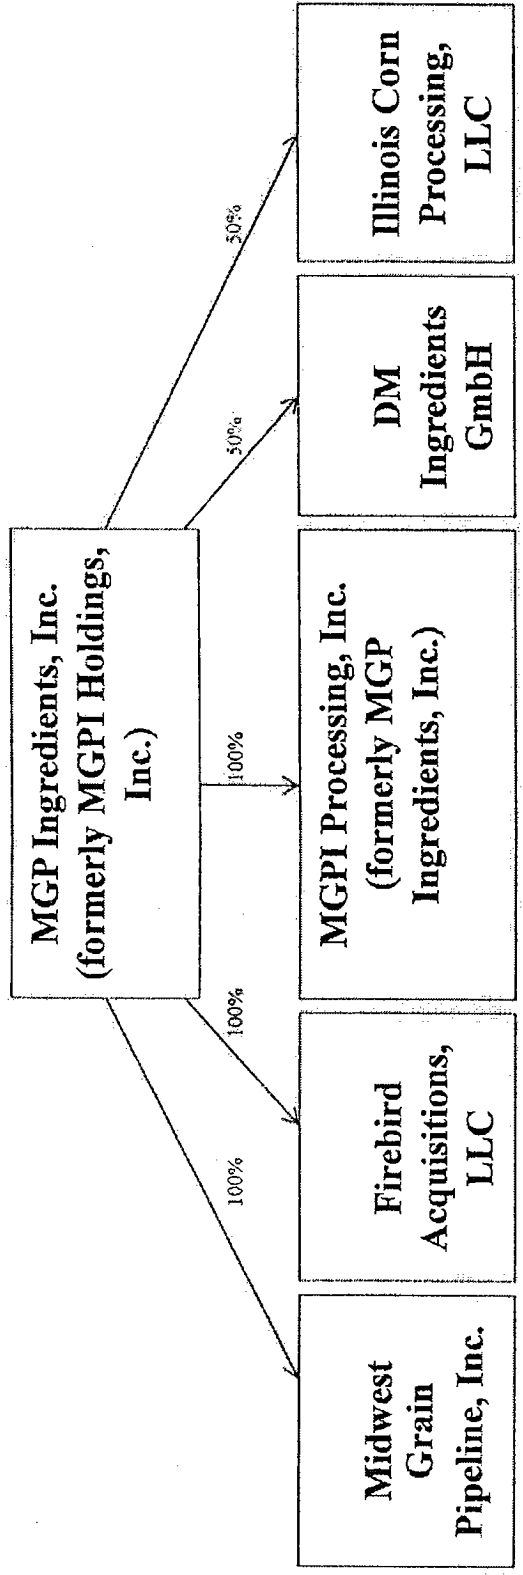 MGP Ingredients, Inc.
(formerly MGPI Holdings,
Inc.)
100%
100%
100%
50%
50%
Midwest
Grain
Pipeline, Inc.
Firebird
Acquisitions,
LLC
MGPI Processing, Inc.
(formerly MGP
Ingredients, Inc.)
DM
Ingredients
GmbH
Illinois Corn
Processing,
LLC